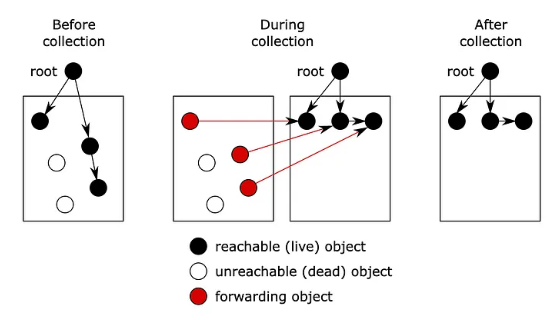 Before
collection
During
collection
After
collection
root
root
root
reachable (live) object
unreachable (dead) object
forwarding object